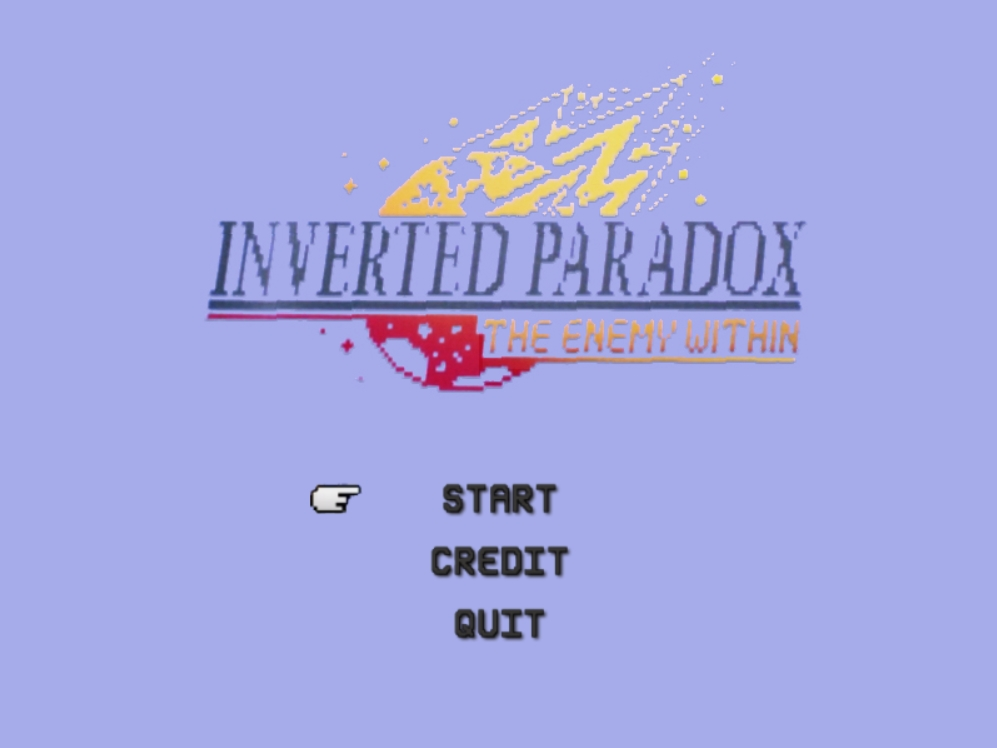 INVERTED PARADOX
THE ENEMY WITHIN
START
CREDIT
QUIT